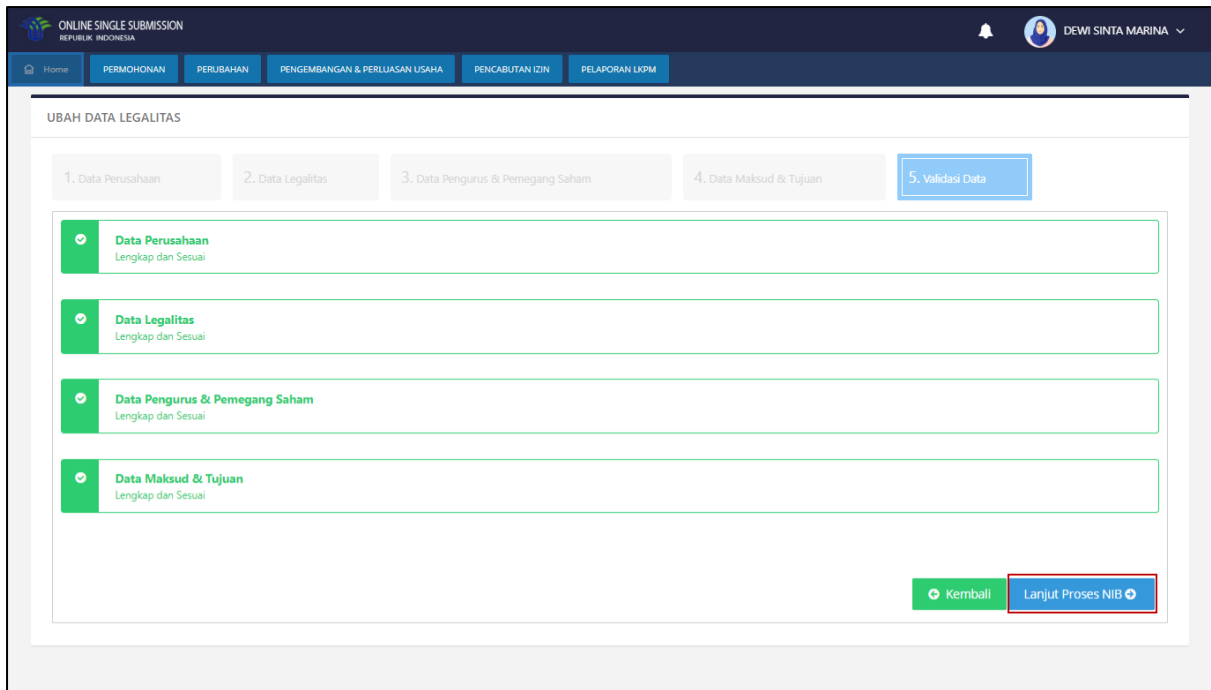 ONLINE SINGLE SUBMISSION
REPUBLIK INDONESIA
DEWI SINTA MARINA
Home PERMOHONAN PERUBAHAN PENGEMBANGAN & PERLUASAN USAHA PENCABUTAN IZIN PELAPORAN LKPM
UBAH DATA LEGALITAS
1. Data Perusahaan 2. Data Legalitas 3. Data Pengurus & Pemegang Saham 4. Data Maksud & Tujuan 5. Validasi Data
Data Perusahaan
Lengkap dan Sesuai
Data Legalitas
Lengkap dan Sesuai
Data Pengurus & Pemegang Saham
Lengkap dan Sesuai
Data Maksud & Tujuan
Lengkap dan Sesuai
Kembali Lanjut Proses NIB